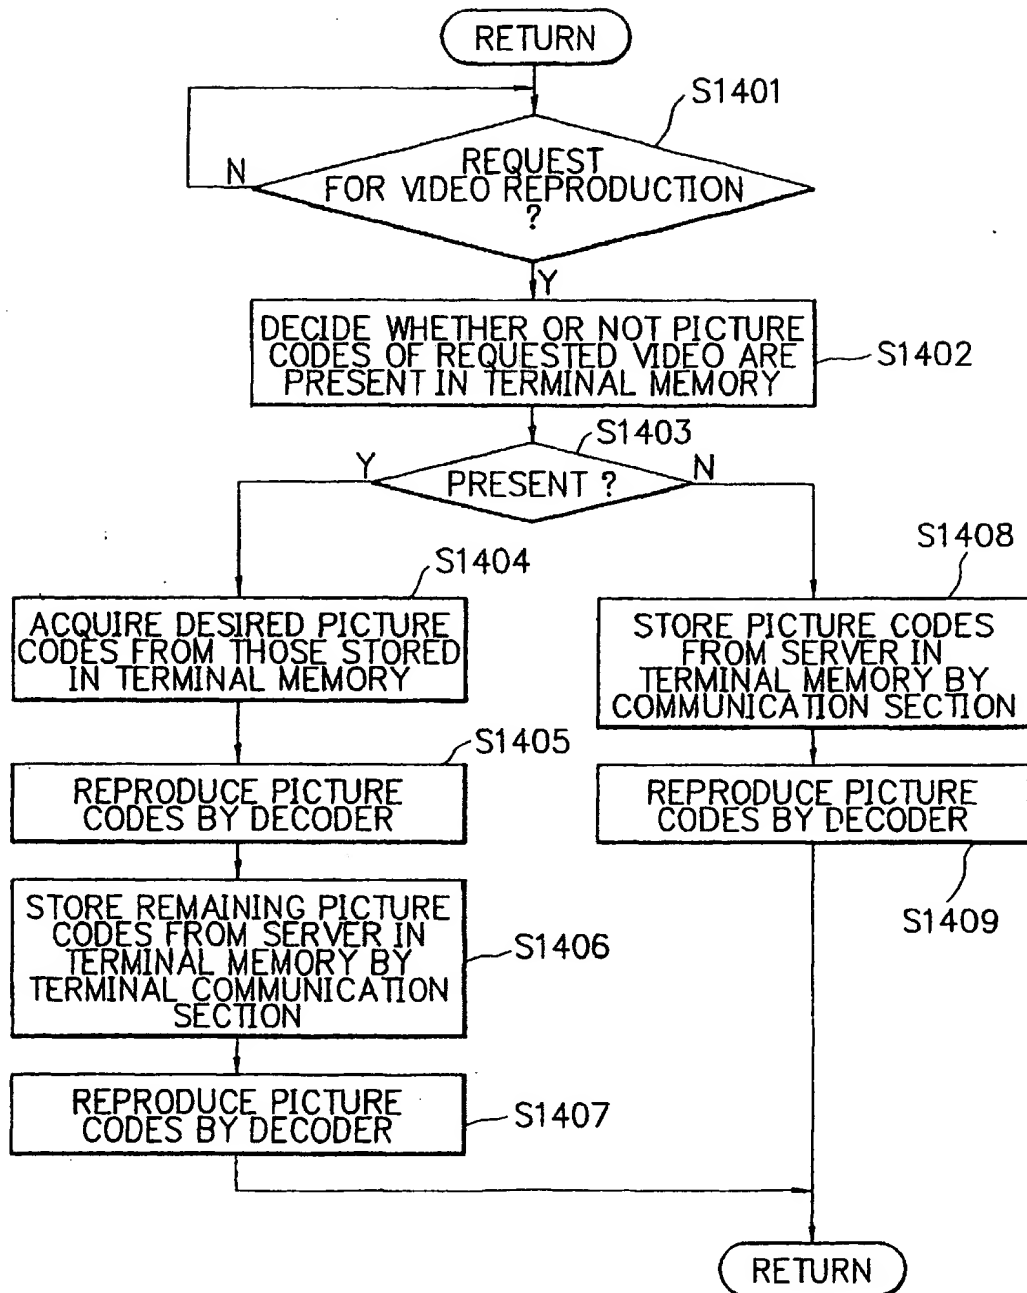 RETURN
S1401
REQUEST
FOR VIDEO REPRODUCTION
?
N
Y
DECIDE WHETHER OR NOT PICTURE
CODES OF REQUESTED VIDEO ARE
PRESENT IN TERMINAL MEMORY
S1402
S1403
Y
PRESENT ?
N
S1404
ACQUIRE DESIRED PICTURE
CODES FROM THOSE STORED
IN TERMINAL MEMORY
S1405
REPRODUCE PICTURE
CODES BY DECODER
STORE REMAINING PICTURE
CODES FROM SERVER IN
TERMINAL MEMORY BY
TERMINAL COMMUNICATION
SECTION
S1406
REPRODUCE PICTURE
CODES BY DECODER
S1407
S1408
STORE PICTURE CODES
FROM SERVER IN
TERMINAL MEMORY BY
COMMUNICATION SECTION
REPRODUCE PICTURE
CODES BY DECODER
S1409
RETURN